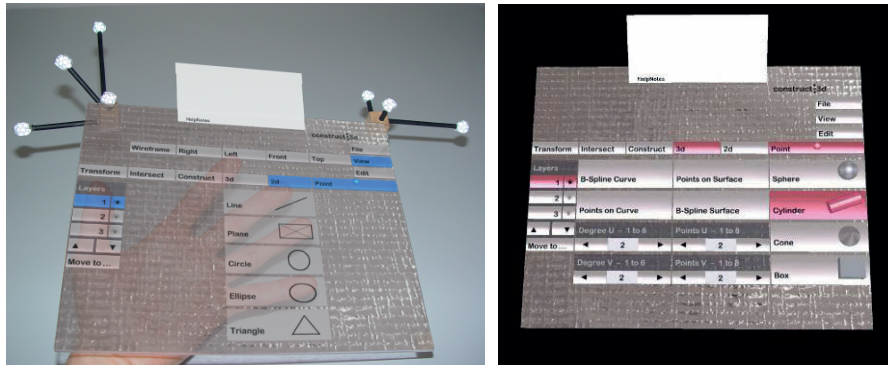 HelpNotes
construct:3d
Wireframe Right Left Front Top File
View
Edit
Transform Intersect Construct 3d 2d Point
Layers
1
2
3
▲ ▼
Move to ...
Line
Plane
Circle
Ellipse
Triangle
HelpNotes
construct:3d
File
View
Edit
Transform Intersect Construct 3d 2d Point
Layers
1
2
3
▲ ▼
Move to ...
B-Spline Curve Points on Surface Sphere
Points on Curve B-Spline Surface Cylinder
Degree U - 1 to 6 Points U - 1 to 8
◄ 2 ► ◄ 2 ►
Cone
Degree V - 1 to 6 Points V - 1 to 8
◄ 2 ► ◄ 2 ►
Box